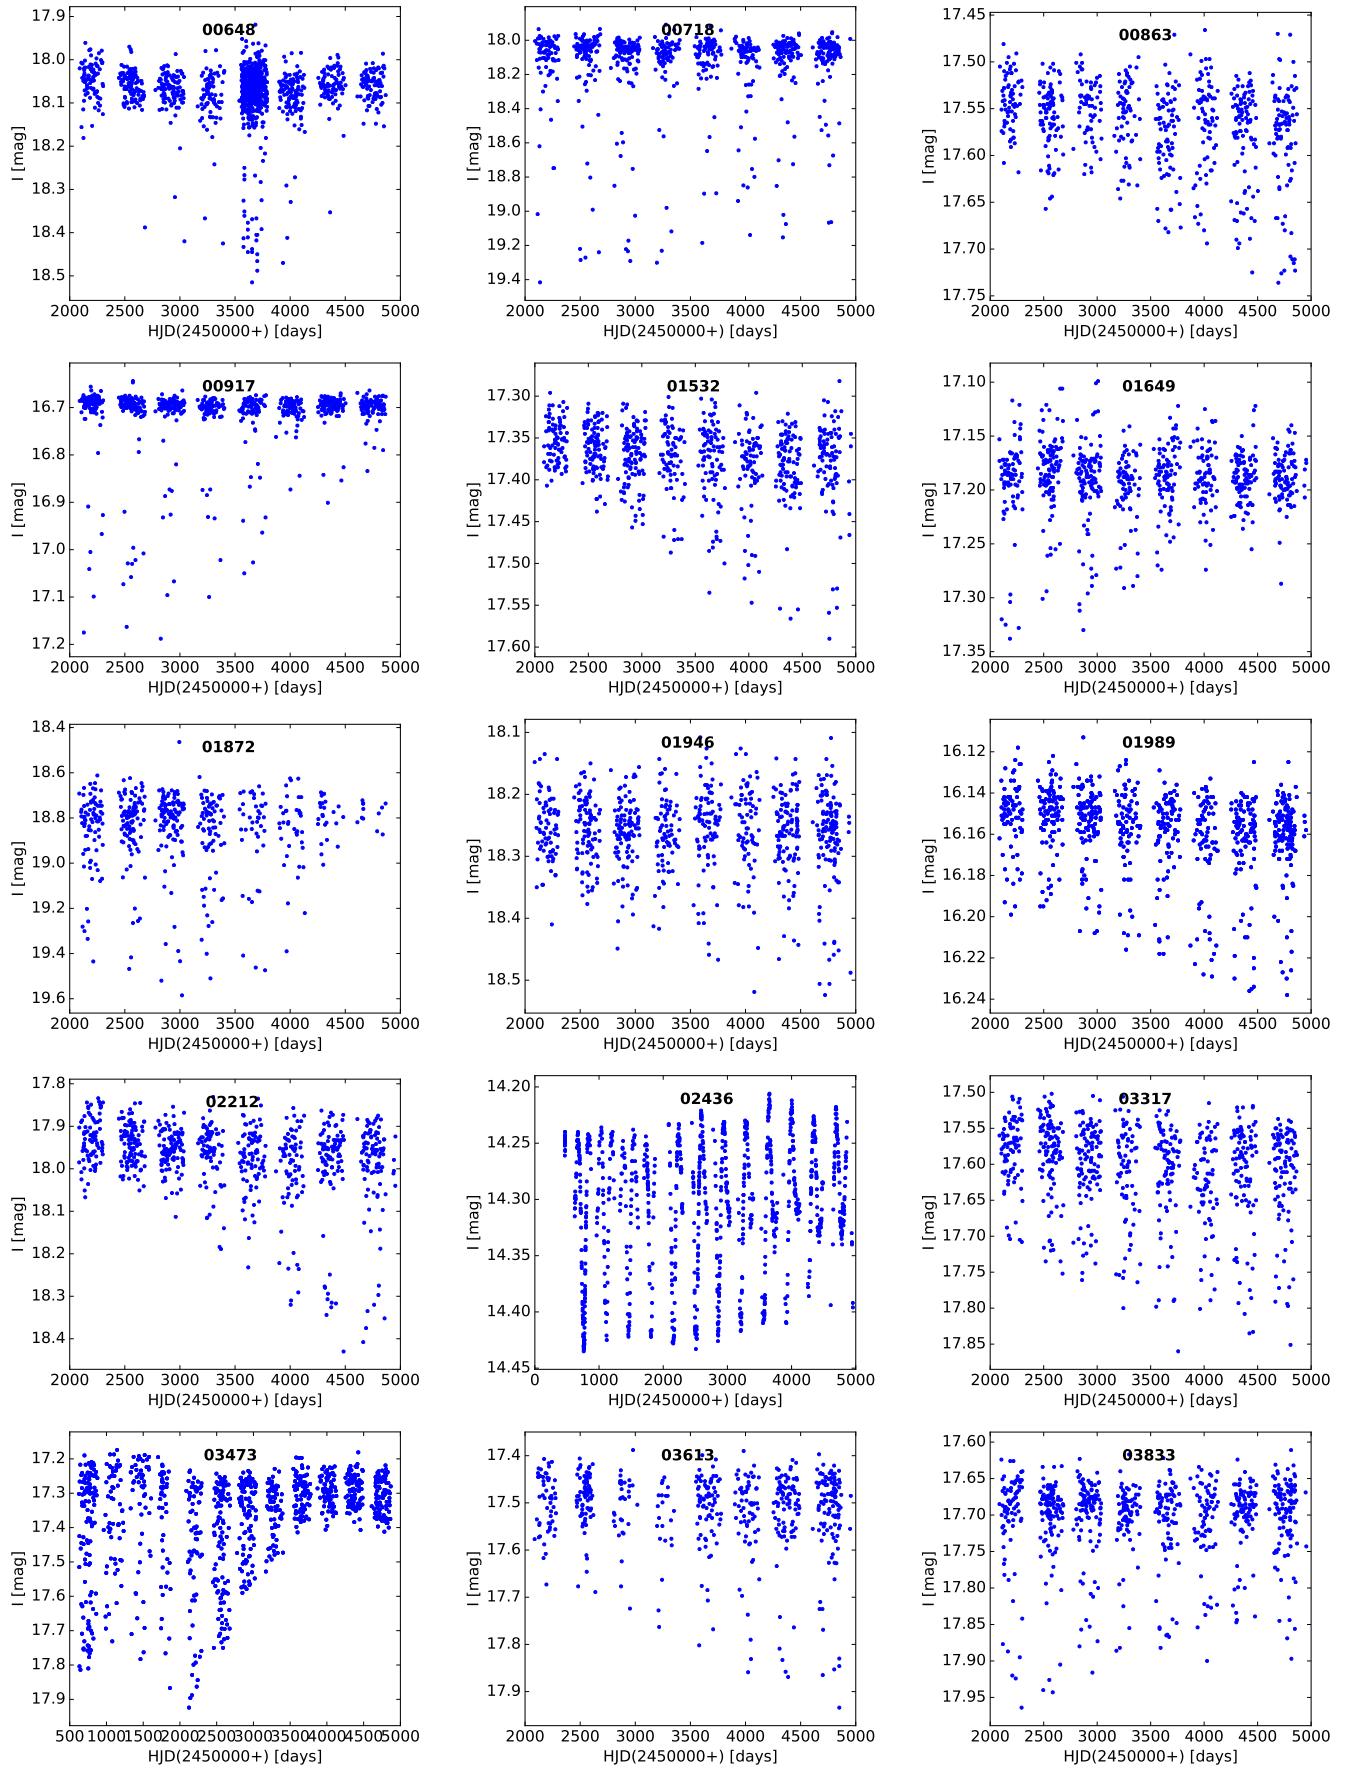 00648
17.9
18.0
18.1
18.2
18.3
18.4
18.5
I [mag]
2000 2500 3000 3500 4000 4500 5000
HJD(2450000+) [days]
00718
18.0
18.2
18.4
18.6
18.8
19.0
19.2
19.4
I [mag]
2000 2500 3000 3500 4000 4500 5000
HJD(2450000+) [days]
00863
17.45
17.50
17.55
17.60
17.65
17.70
17.75
I [mag]
2000 2500 3000 3500 4000 4500 5000
HJD(2450000+) [days]
00917
16.7
16.8
16.9
17.0
17.1
17.2
I [mag]
2000 2500 3000 3500 4000 4500 5000
HJD(2450000+) [days]
01532
17.30
17.35
17.40
17.45
17.50
17.55
17.60
I [mag]
2000 2500 3000 3500 4000 4500 5000
HJD(2450000+) [days]
01649
17.10
17.15
17.20
17.25
17.30
17.35
I [mag]
2000 2500 3000 3500 4000 4500 5000
HJD(2450000+) [days]
01872
18.4
18.6
18.8
19.0
19.2
19.4
19.6
I [mag]
2000 2500 3000 3500 4000 4500 5000
HJD(2450000+) [days]
01946
18.1
18.2
18.3
18.4
18.5
I [mag]
2000 2500 3000 3500 4000 4500 5000
HJD(2450000+) [days]
01989
16.12
16.14
16.16
16.18
16.20
16.22
16.24
I [mag]
2000 2500 3000 3500 4000 4500 5000
HJD(2450000+) [days]
02212
17.8
17.9
18.0
18.1
18.2
18.3
18.4
I [mag]
2000 2500 3000 3500 4000 4500 5000
HJD(2450000+) [days]
02436
14.20
14.25
14.30
14.35
14.40
14.45
I [mag]
0 1000 2000 3000 4000 5000
HJD(2450000+) [days]
03317
17.50
17.55
17.60
17.65
17.70
17.75
17.80
17.85
I [mag]
2000 2500 3000 3500 4000 4500 5000
HJD(2450000+) [days]
03473
17.2
17.3
17.4
17.5
17.6
17.7
17.8
17.9
I [mag]
500 1000 1500 2000 2500 3000 3500 4000 4500 5000
HJD(2450000+) [days]
03613
17.4
17.5
17.6
17.7
17.8
17.9
I [mag]
2000 2500 3000 3500 4000 4500 5000
HJD(2450000+) [days]
03833
17.60
17.65
17.70
17.75
17.80
17.85
17.90
17.95
I [mag]
2000 2500 3000 3500 4000 4500 5000
HJD(2450000+) [days]